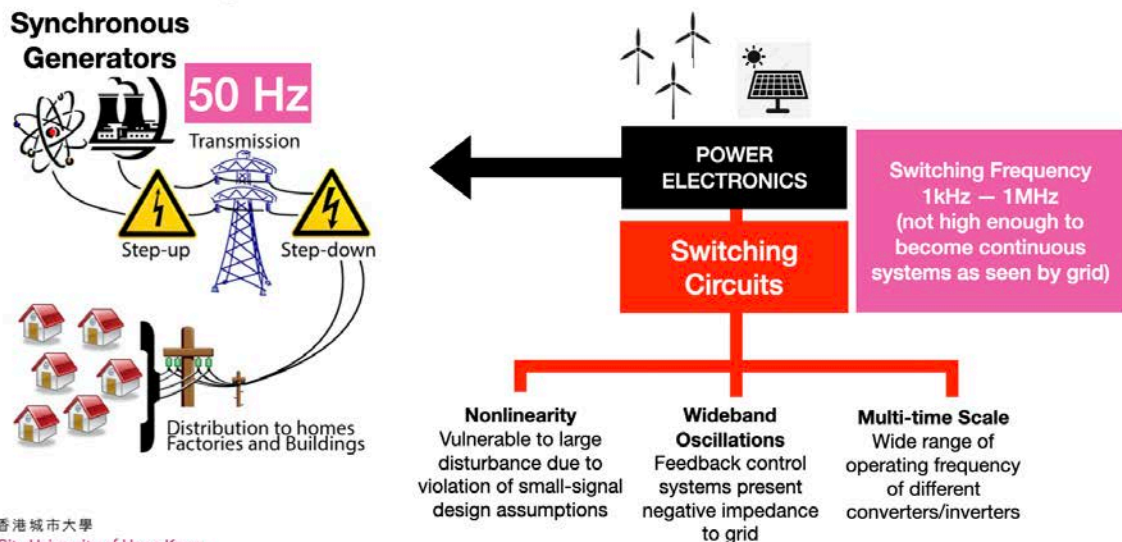 Synchronous
Generators
50 Hz
Transmission
Step-up
Step-down
Distribution to homes
Factories and Buildings
POWER
ELECTRONICS
Switching
Circuits
Switching Frequency
1kHz — 1MHz
(not high enough to
become continuous
systems as seen by grid)
Nonlinearity
Vulnerable to large
disturbance due to
violation of small-signal
design assumptions
Wideband
Oscillations
Feedback control
systems present
negative impedance
to grid
Multi-time Scale
Wide range of
operating frequency
of different
converters/inverters
香港城市大學